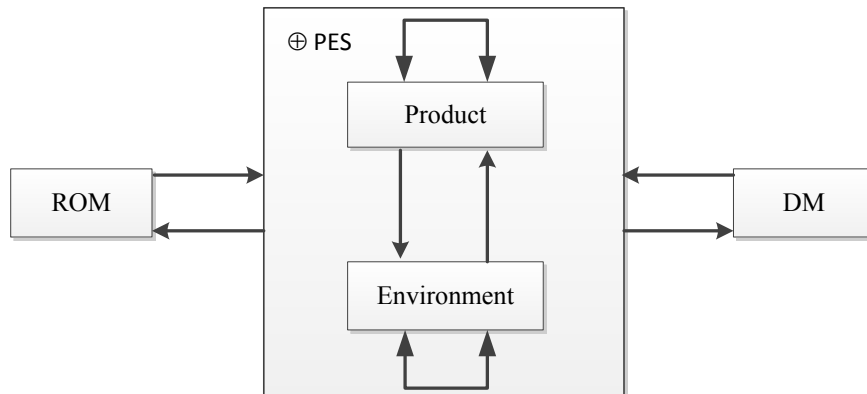 ⊕ PES
Product
ROM
DM
Environment